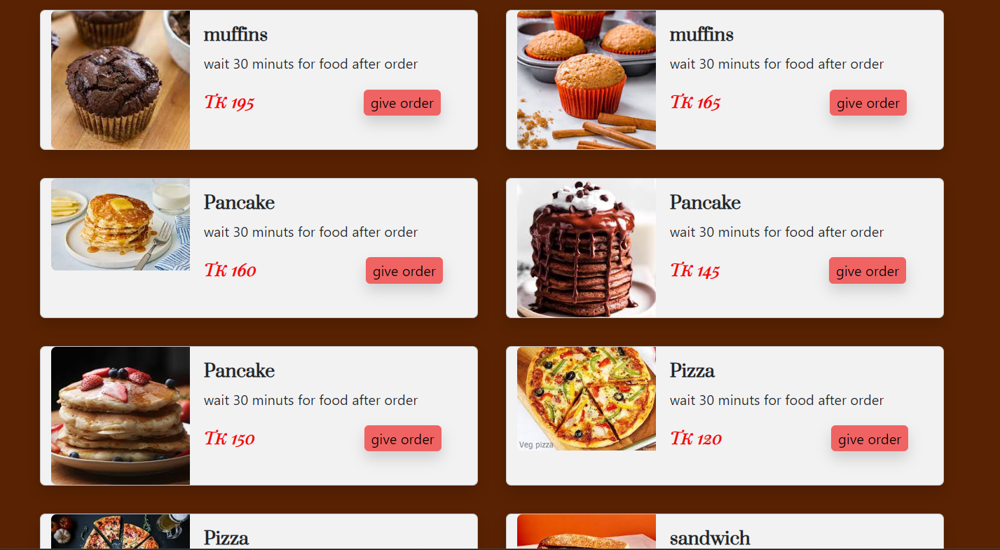 muffins
wait 30 minuts for food after order
TK 195
give order
muffins
wait 30 minuts for food after order
TK 165
give order
Pancake
wait 30 minuts for food after order
TK 160
give order
Pancake
wait 30 minuts for food after order
TK 145
give order
Pancake
wait 30 minuts for food after order
TK 150
give order
Pizza
wait 30 minuts for food after order
TK 120
give order
Veg pizza
Pizza
sandwich